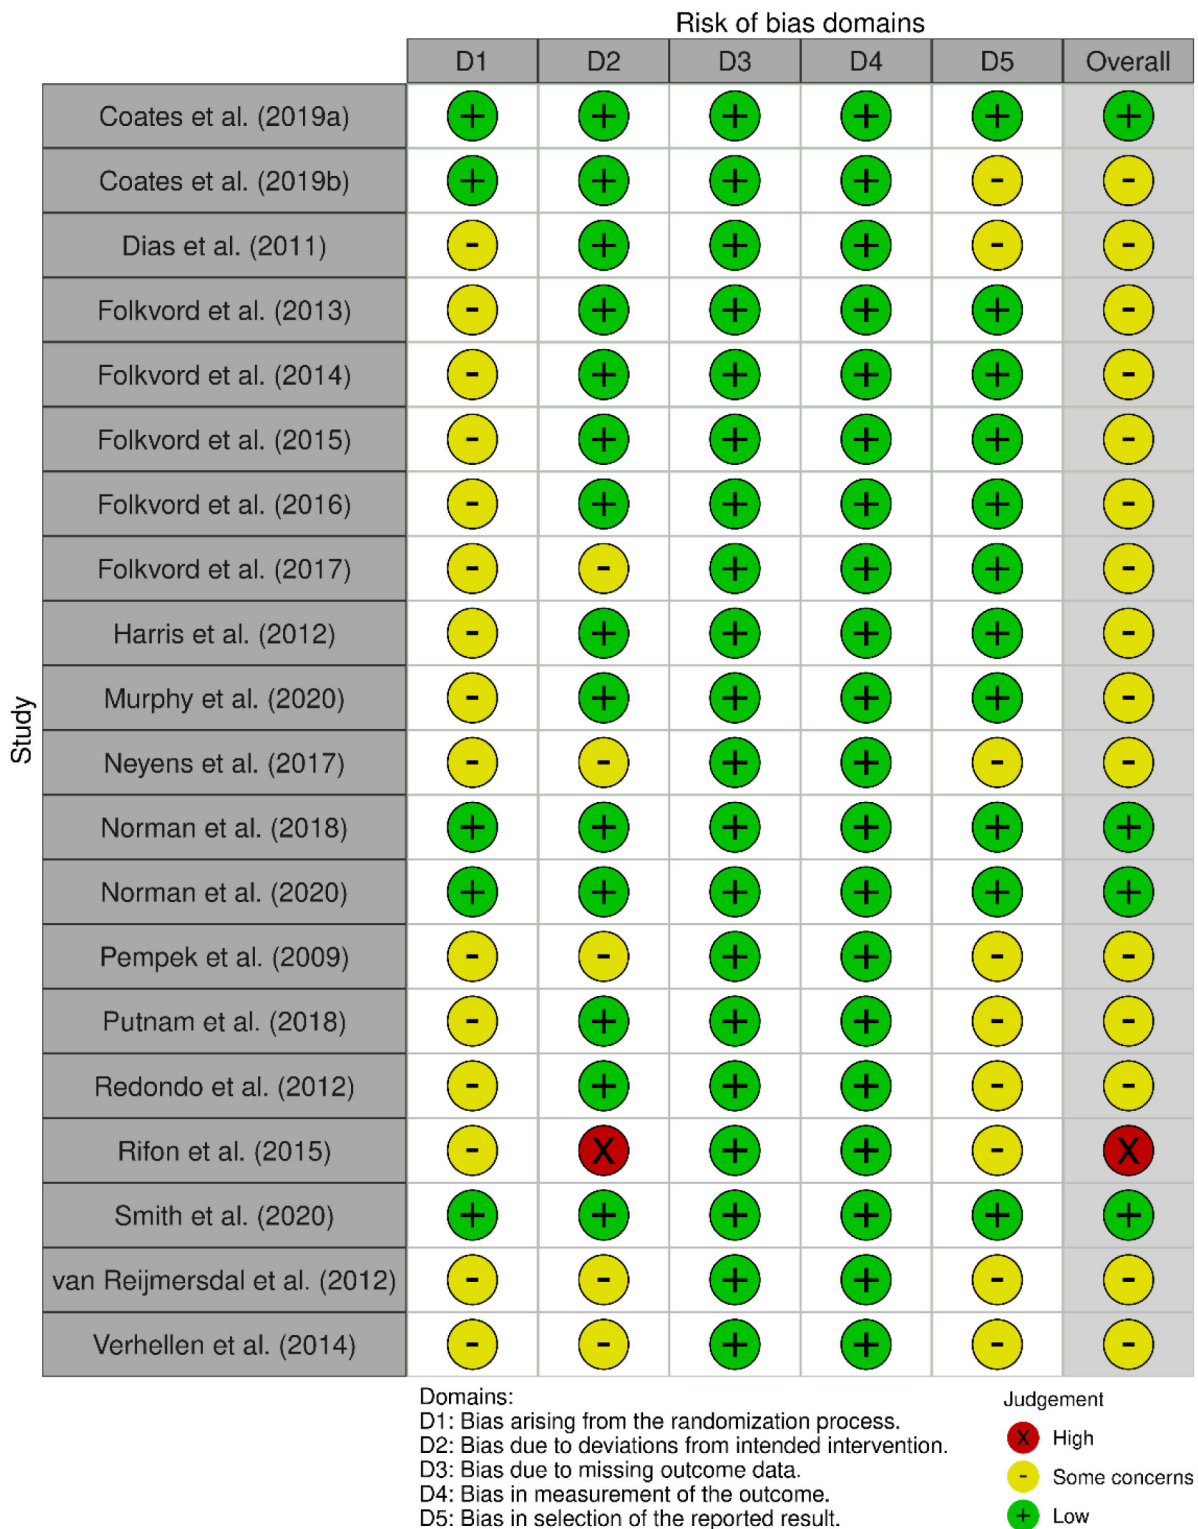 Risk of bias domains
D1 D2 D3 D4 D5 Overall
Study
Coates et al. (2019a) + + + + + +
Coates et al. (2019b) + + + + - -
Dias et al. (2011) - + + + - -
Folkvord et al. (2013) - + + + + -
Folkvord et al. (2014) - + + + + -
Folkvord et al. (2015) - + + + + -
Folkvord et al. (2016) - + + + + -
Folkvord et al. (2017) - - + + + -
Harris et al. (2012) - + + + + -
Murphy et al. (2020) - + + + + -
Neyens et al. (2017) - - + + - -
Norman et al. (2018) + + + + + +
Norman et al. (2020) + + + + + +
Pempek et al. (2009) - - + + - -
Putnam et al. (2018) - + + + - -
Redondo et al. (2012) - + + + - -
Rifon et al. (2015) - X + + - X
Smith et al. (2020) + + + + + +
van Reijmersdal et al. (2012) - - + + - -
Verhellen et al. (2014) - - + + - -
Domains:
D1: Bias arising from the randomization process.
D2: Bias due to deviations from intended intervention.
D3: Bias due to missing outcome data.
D4: Bias in measurement of the outcome.
D5: Bias in selection of the reported result.
Judgement
X High
- Some concerns
+ Low